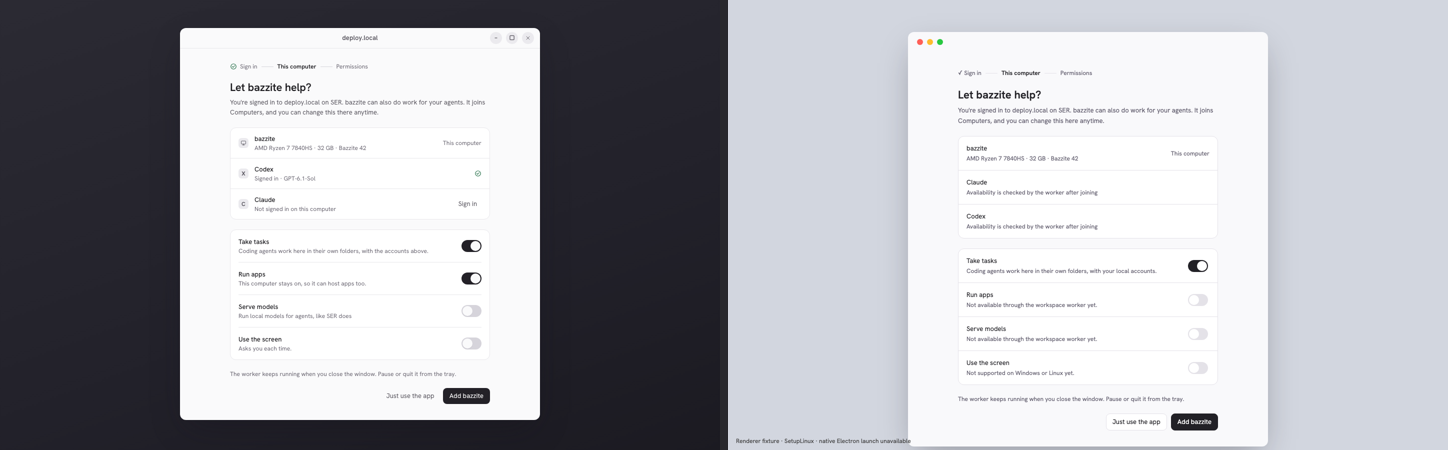 deploy.local
Sign in
This computer
Permissions
Let bazzite help?
You're signed in to deploy.local on SER. bazzite can also do work for your agents. It joins
Computers, and you can change this there anytime.
bazzite
AMD Ryzen 7 7840HS · 32 GB · Bazzite 42
This computer
X
Codex
Signed in · GPT-6.1-Sol
C
Claude
Not signed in on this computer
Sign in
Take tasks
Coding agents work here in their own folders, with the accounts above.
Run apps
This computer stays on, so it can host apps too.
Serve models
Run local models for agents, like SER does
Use the screen
Asks you each time.
The worker keeps running when you close the window. Pause or quit it from the tray.
Just use the app
Add bazzite
✓ Sign in
This computer
Permissions
Let bazzite help?
You're signed in to deploy.local on SER. bazzite can also do work for your agents. It joins
Computers, and you can change this here anytime.
bazzite
AMD Ryzen 7 7840HS · 32 GB · Bazzite 42
This computer
Claude
Availability is checked by the worker after joining
Codex
Availability is checked by the worker after joining
Take tasks
Coding agents work here in their own folders, with your local accounts.
Run apps
Not available through the workspace worker yet.
Serve models
Not available through the workspace worker yet.
Use the screen
Not supported on Windows or Linux yet.
The worker keeps running when you close the window. Pause or quit it from the tray.
Just use the app
Add bazzite
Renderer fixture · SetupLinux · native Electron launch unavailable